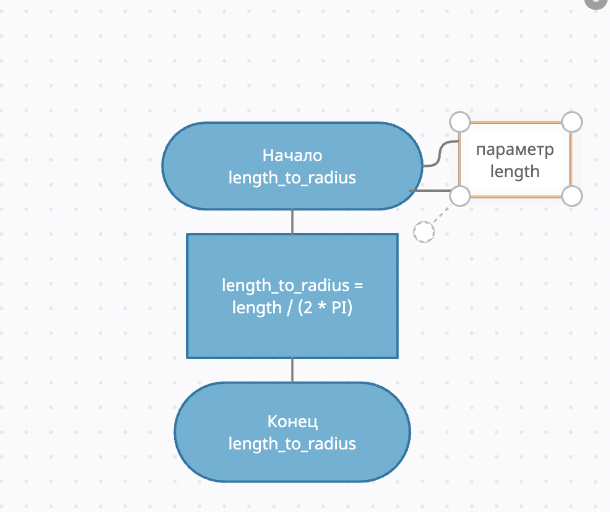 Начало
length_to_radius
параметр
length
length_to_radius =
length / (2 * PI)
Конец
length_to_radius